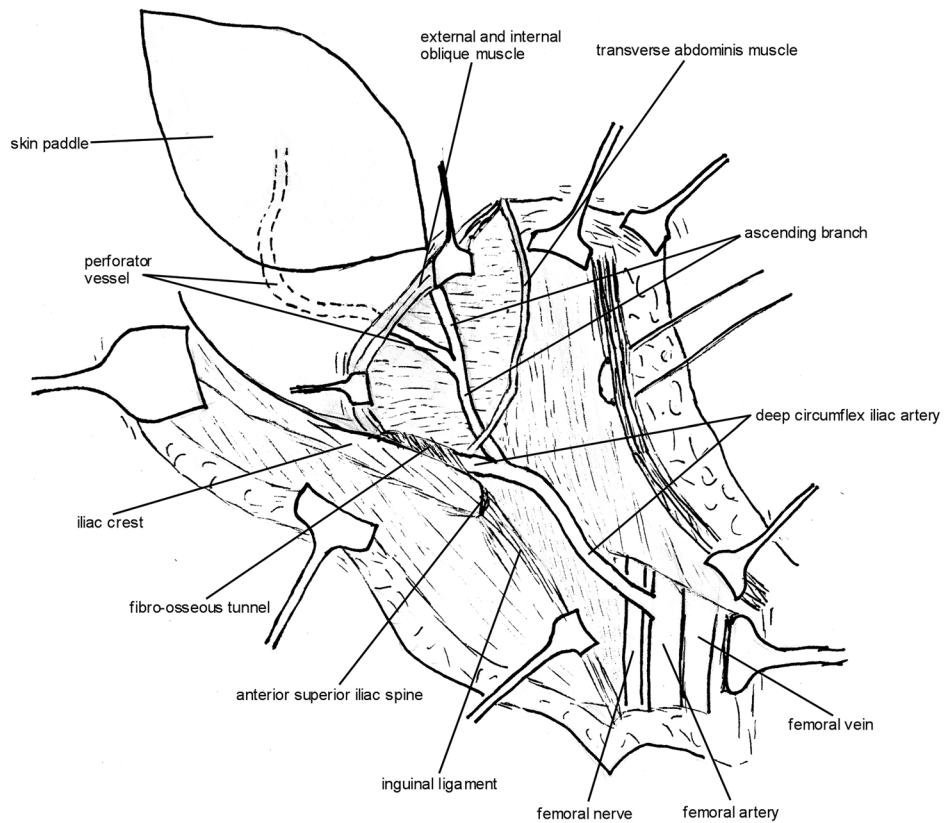 external and internal
oblique muscle
transverse abdominis muscle
skin paddle
ascending branch
perforator
vessel
deep circumflex iliac artery
iliac crest
fibro-osseous tunnel
anterior superior iliac spine
femoral vein
inguinal ligament
femoral nerve
femoral artery